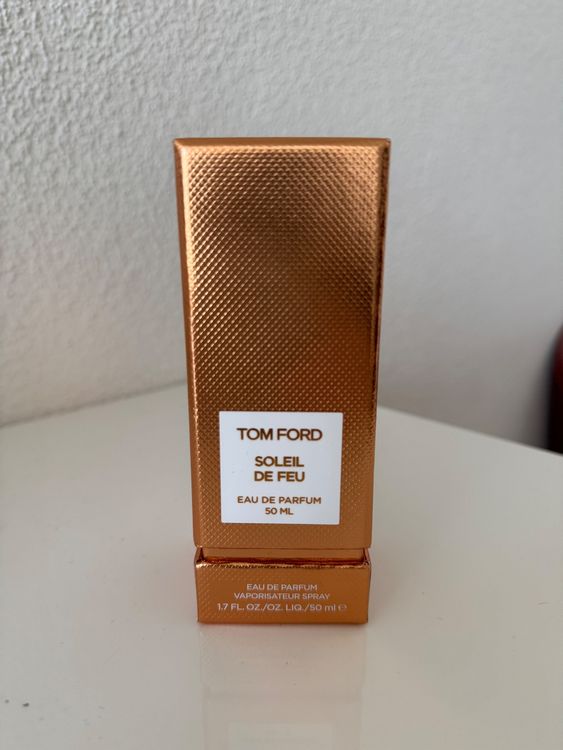 TOM FORD
SOLEIL
DE FEU
EAU DE PARFUM
50 ML
EAU DE PARFUM
VAPORISATEUR SPRAY
1.7 FL. OZ./OZ. LIQ./50 ml ℮